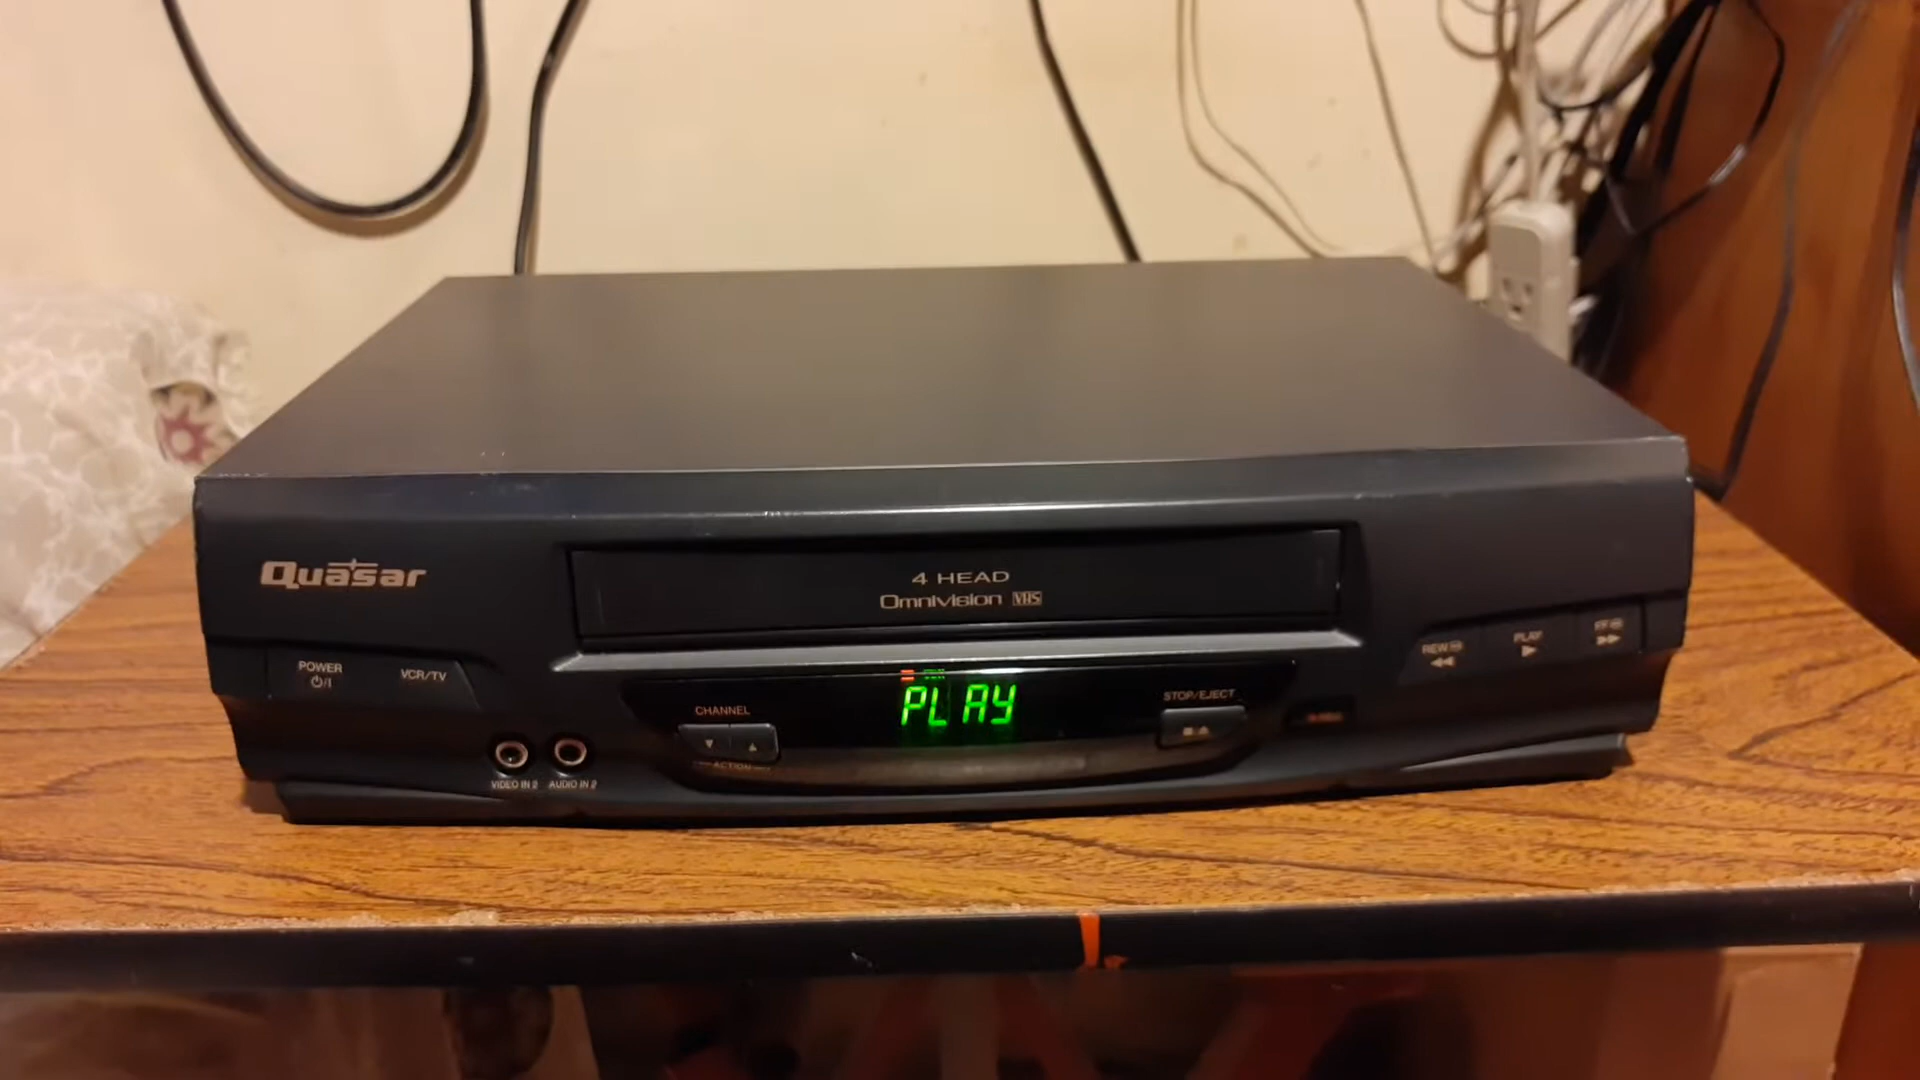 Quasar
4 HEAD
Omnivision VHS
POWER
VCR/TV
CHANNEL
PLAY
STOP/EJECT
REW
PLAY
FF
VIDEO IN 2
AUDIO IN 2